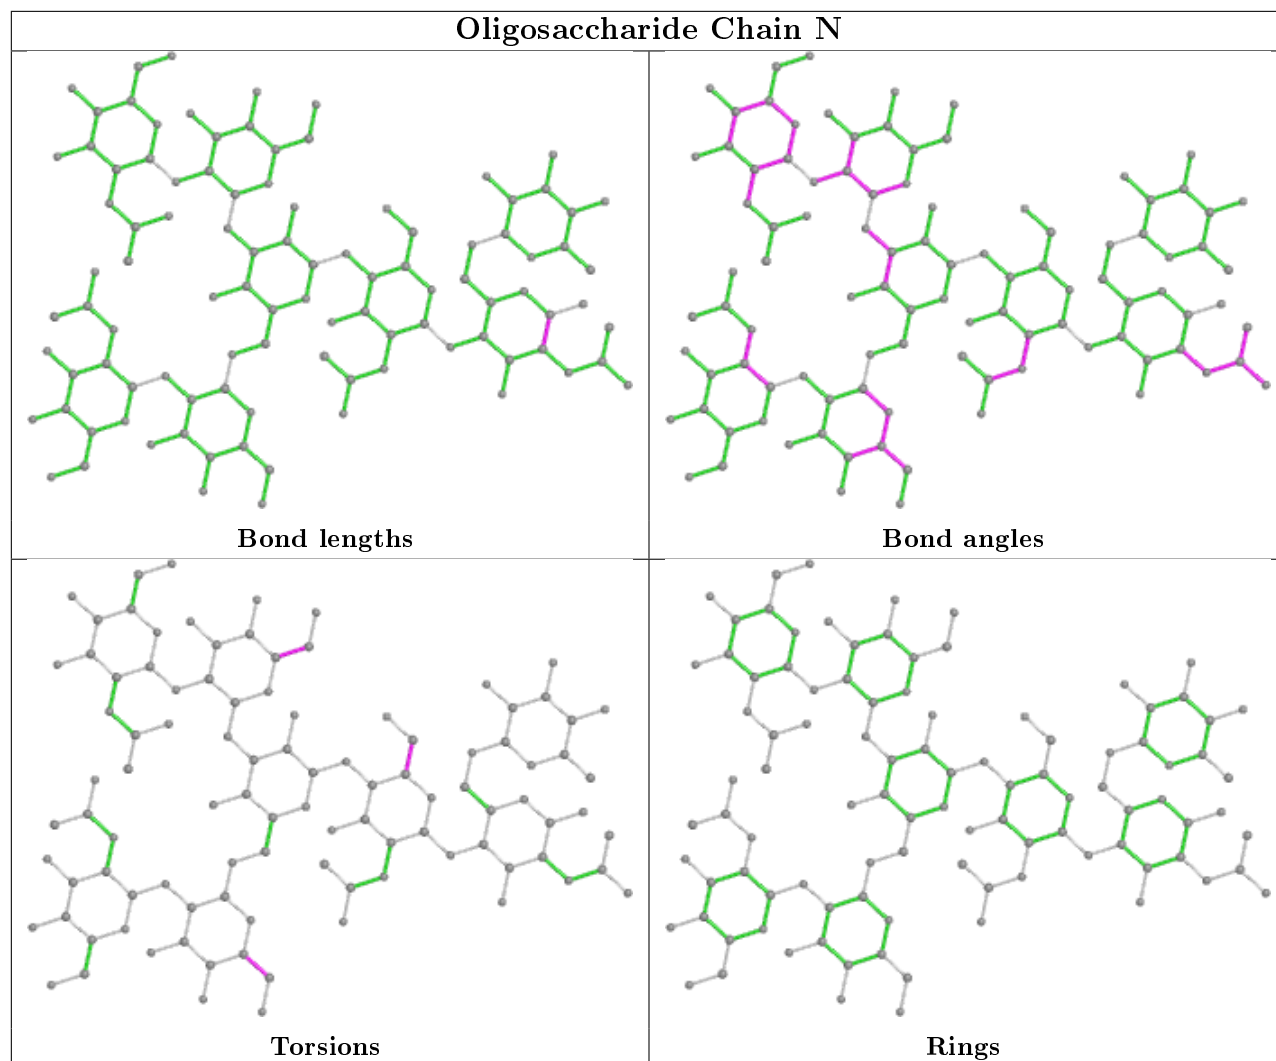 Oligosaccharide Chain N
Bond lengths
Bond angles
Torsions
Rings